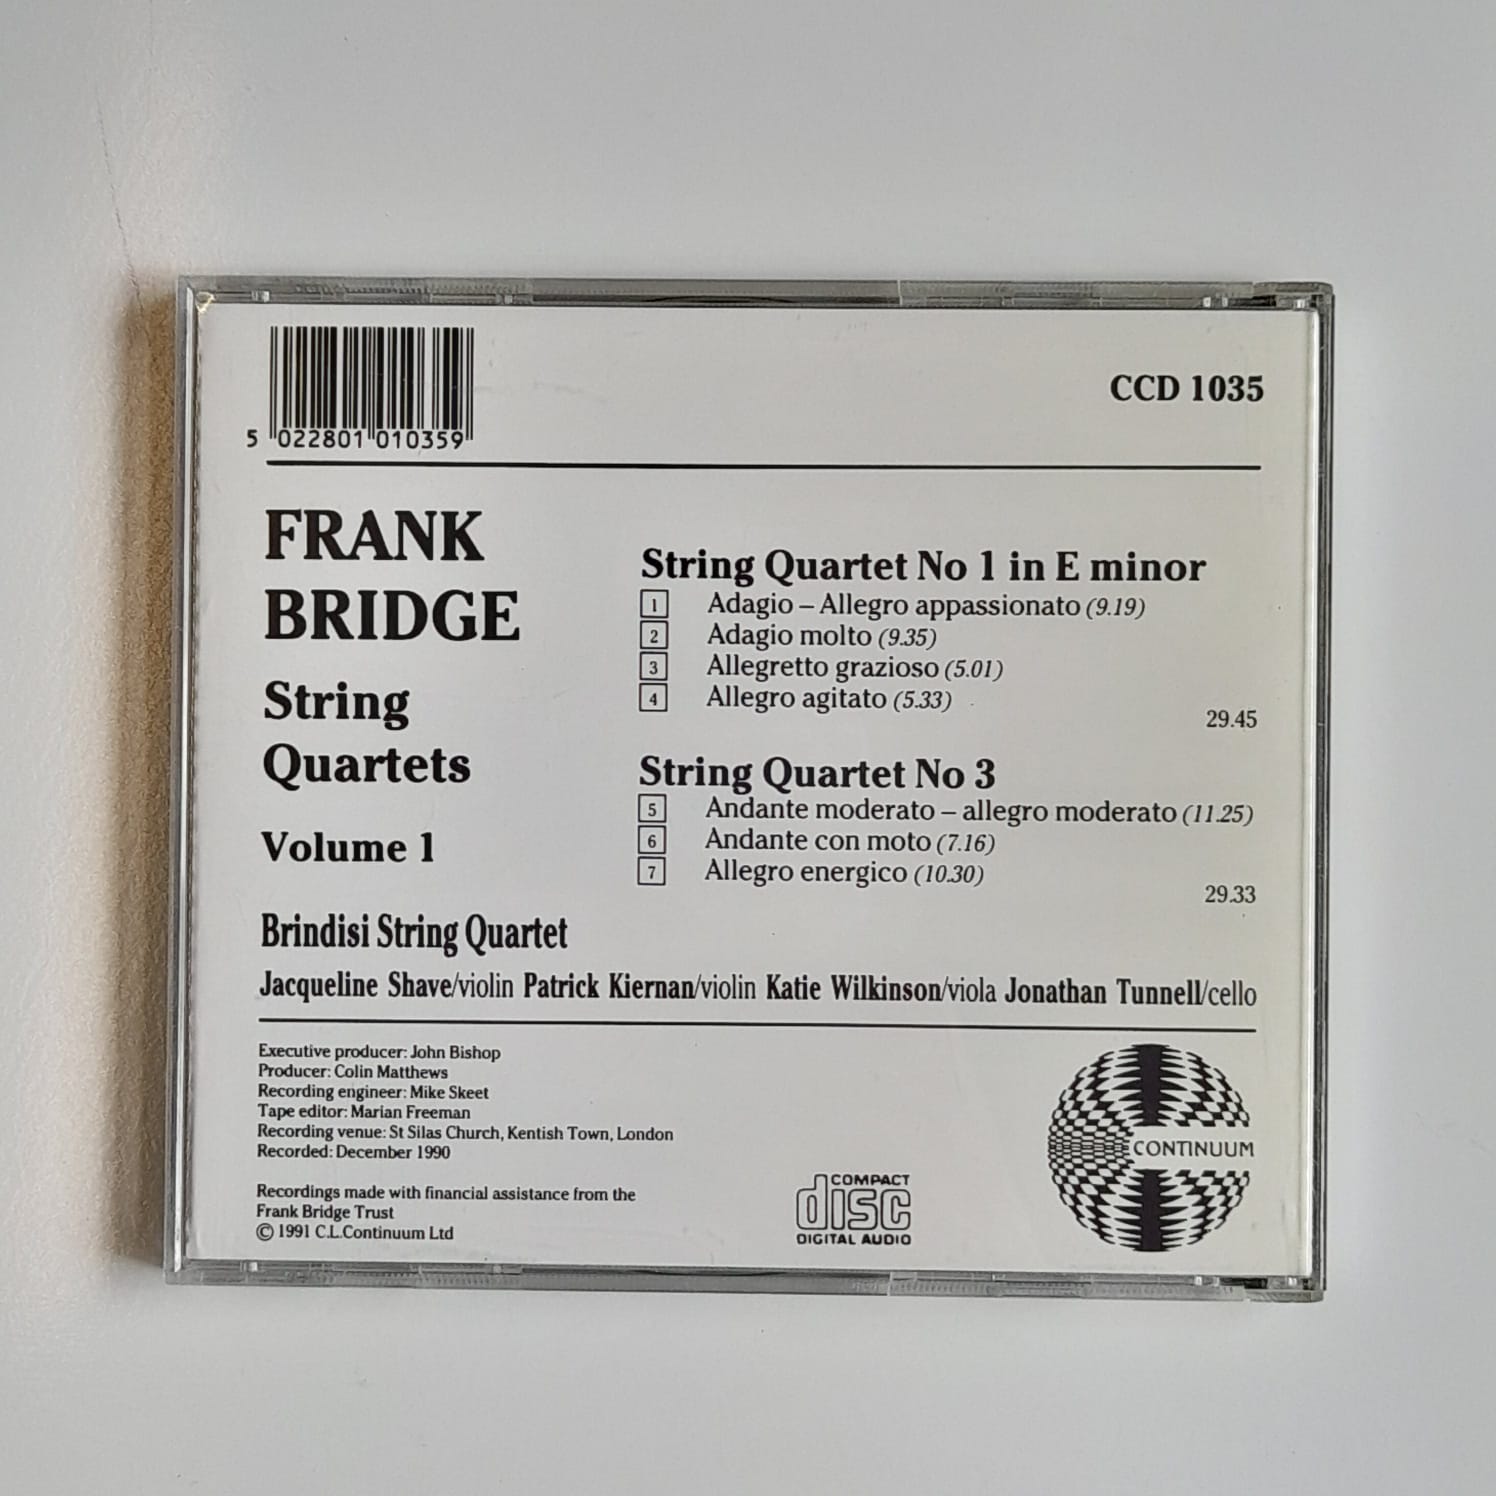 5 022801 010359
CCD 1035
FRANK
BRIDGE
String
Quartets
Volume 1
String Quartet No 1 in E minor
1 Adagio – Allegro appassionato (9.19)
2 Adagio molto (9.35)
3 Allegretto grazioso (5.01)
4 Allegro agitato (5.33)
29.45
String Quartet No 3
5 Andante moderato – allegro moderato (11.25)
6 Andante con moto (7.16)
7 Allegro energico (10.30)
29.33
Brindisi String Quartet
Jacqueline Shave/violin Patrick Kiernan/violin Katie Wilkinson/viola Jonathan Tunnell/cello
Executive producer: John Bishop
Producer: Colin Matthews
Recording engineer: Mike Skeet
Tape editor: Marian Freeman
Recording venue: St Silas Church, Kentish Town, London
Recorded: December 1990
Recordings made with financial assistance from the
Frank Bridge Trust
© 1991 C.L.Continuum Ltd
COMPACT
disc
DIGITAL AUDIO
CONTINUUM